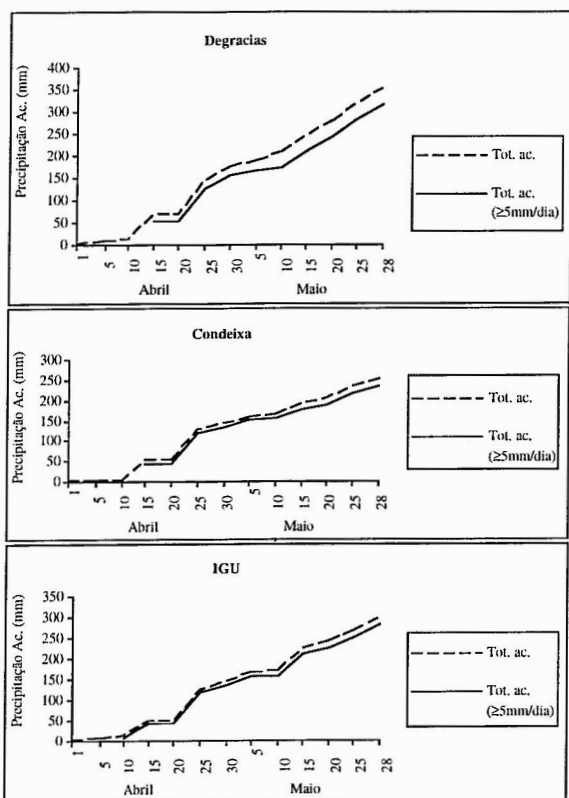 Degracias
Precipitação Ac. (mm)
400
350
300
250
200
150
100
50
0
1 5 10 15 20 25 30 5 10 15 20 25 28
Abril Maio
Tot. ac.
Tot. ac.
(≥5mm/dia)
Condeixa
Precipitação Ac. (mm)
300
250
200
150
100
50
0
1 5 10 15 20 25 30 5 10 15 20 25 28
Abril Maio
Tot. ac.
Tot. ac.
(≥5mm/dia)
IGU
Precipitação Ac. (mm)
350
300
250
200
150
100
50
0
1 5 10 15 20 25 30 5 10 15 20 25 28
Abril Maio
Tot. ac.
Tot. ac.
(≥5mm/dia)